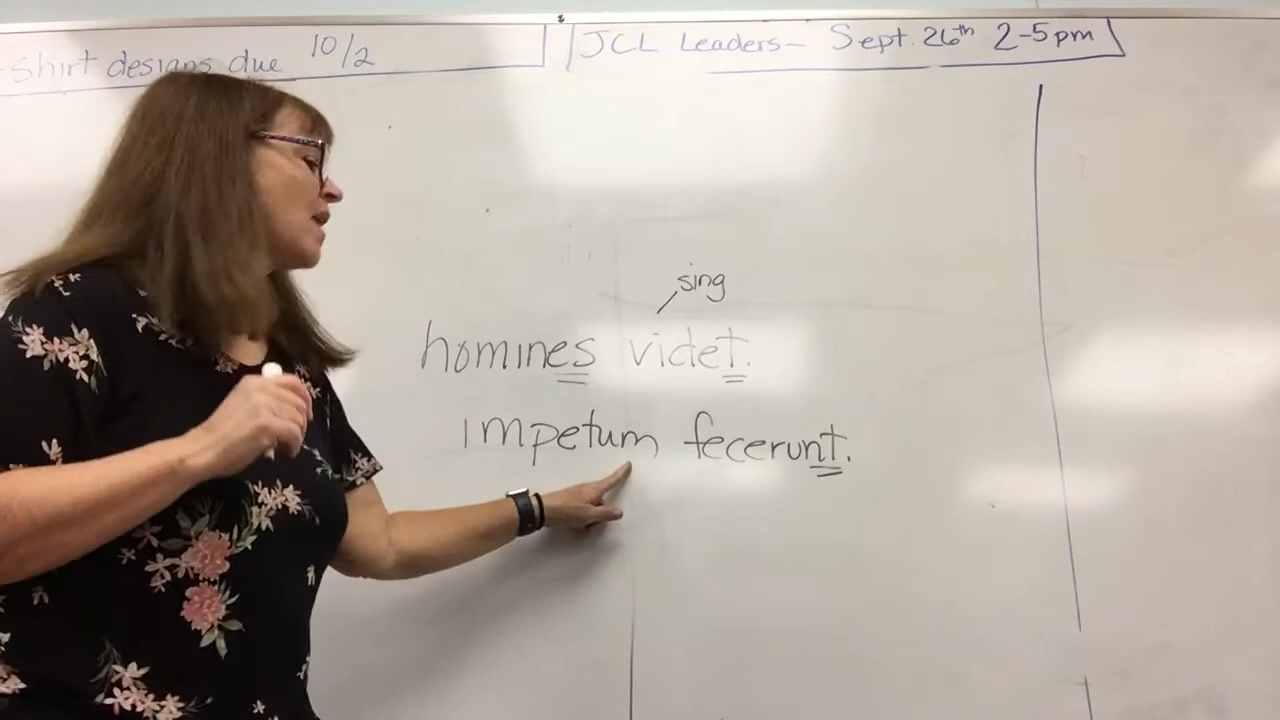 Shirt designs due 10/2
JCL Leaders- Sept. 26th 2-5pm
sing
homines videt.
impetum fecerunt.